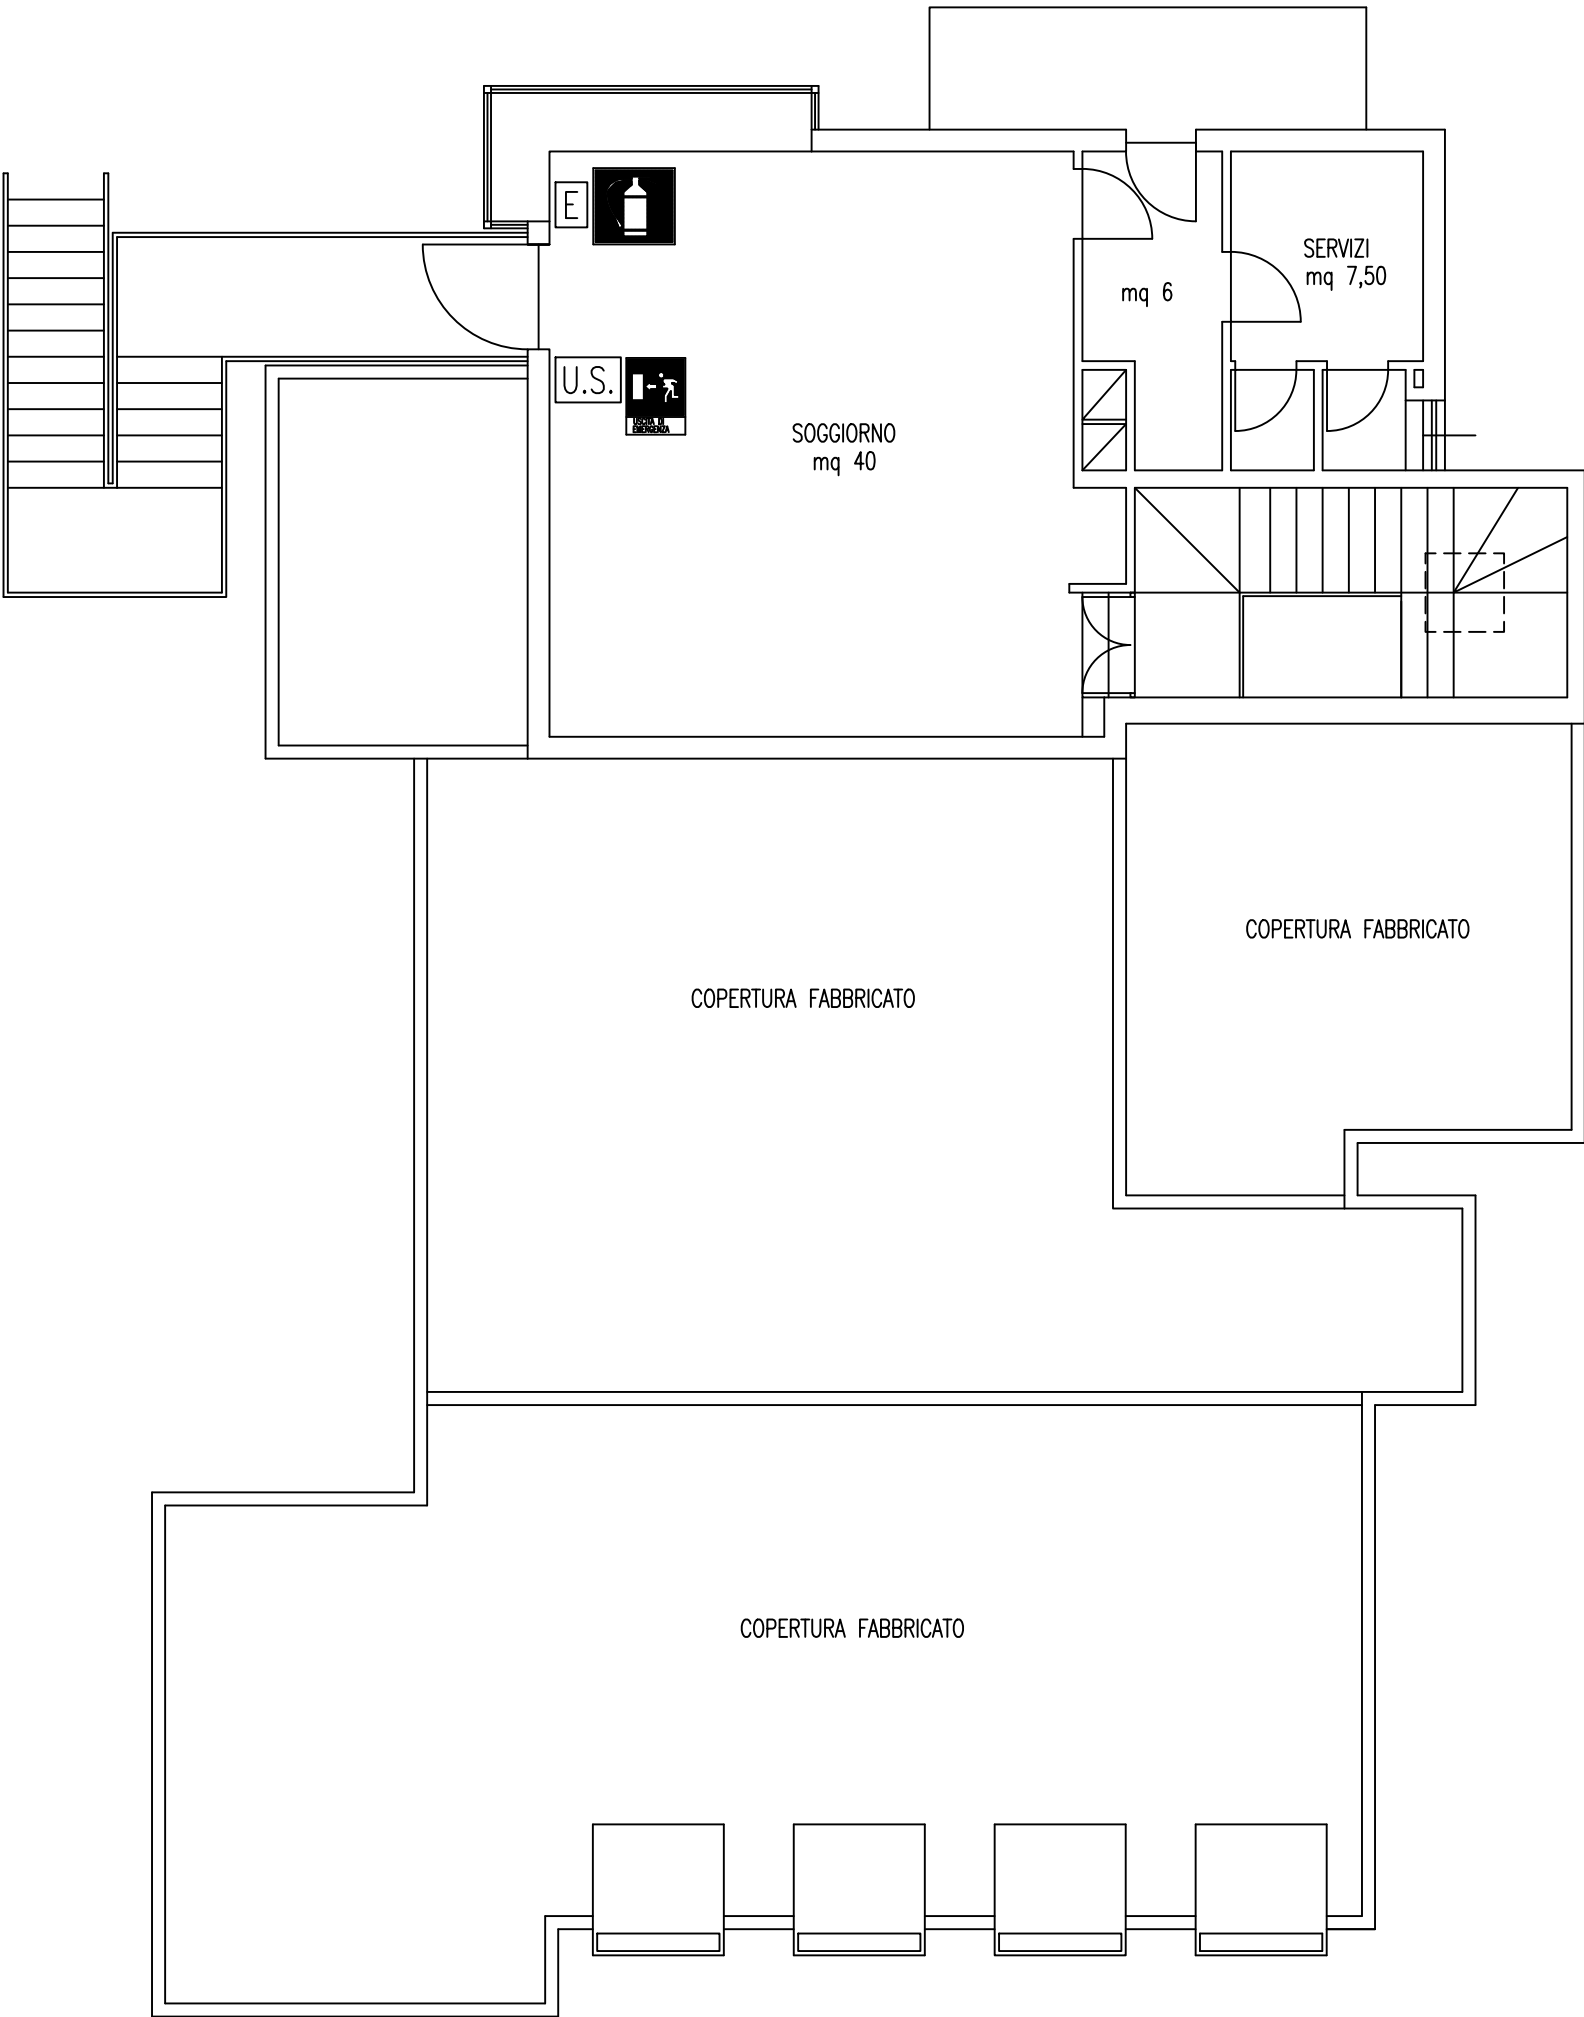 E
SERVIZI
mq 7,50
mq 6
U.S.
USCITA DI
EMERGENZA
SOGGIORNO
mq 40
COPERTURA FABBRICATO
COPERTURA FABBRICATO
COPERTURA FABBRICATO